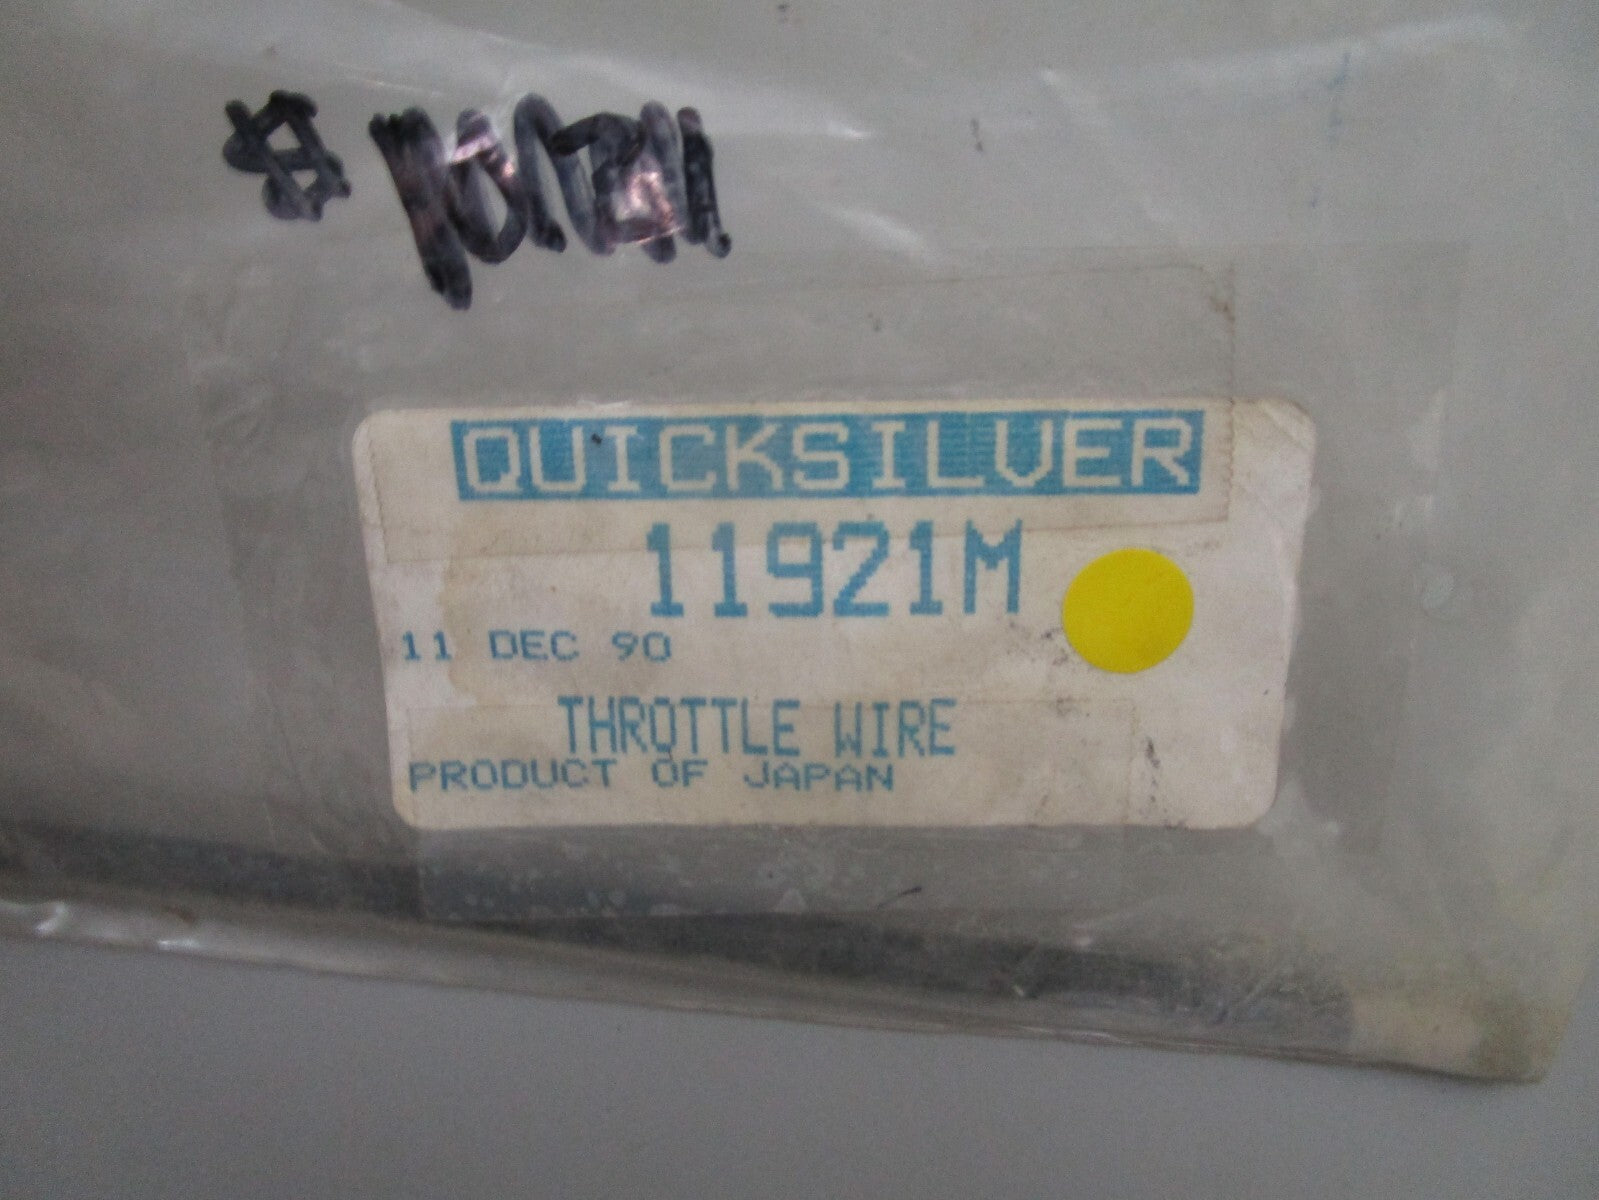 QUICKSILVER
11921M
11 DEC 90
THROTTLE WIRE
PRODUCT OF JAPAN